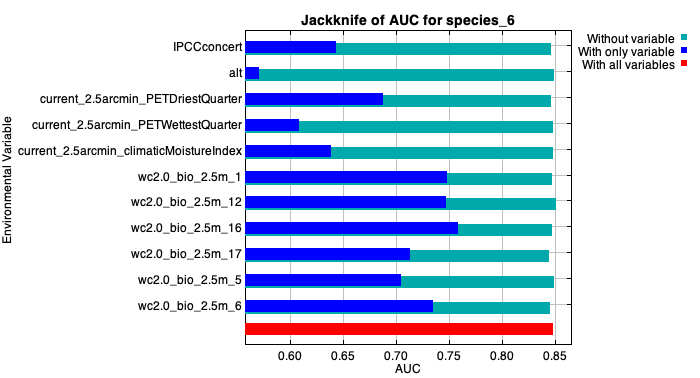 Jackknife of AUC for species_6
Without variable
With only variable
With all variables
Environmental Variable
IPCCconcert
alt
current_2.5arcmin_PETDriestQuarter
current_2.5arcmin_PETWettestQuarter
current_2.5arcmin_climaticMoistureIndex
wc2.0_bio_2.5m_1
wc2.0_bio_2.5m_12
wc2.0_bio_2.5m_16
wc2.0_bio_2.5m_17
wc2.0_bio_2.5m_5
wc2.0_bio_2.5m_6
0.60 0.65 0.70 0.75 0.80 0.85
AUC